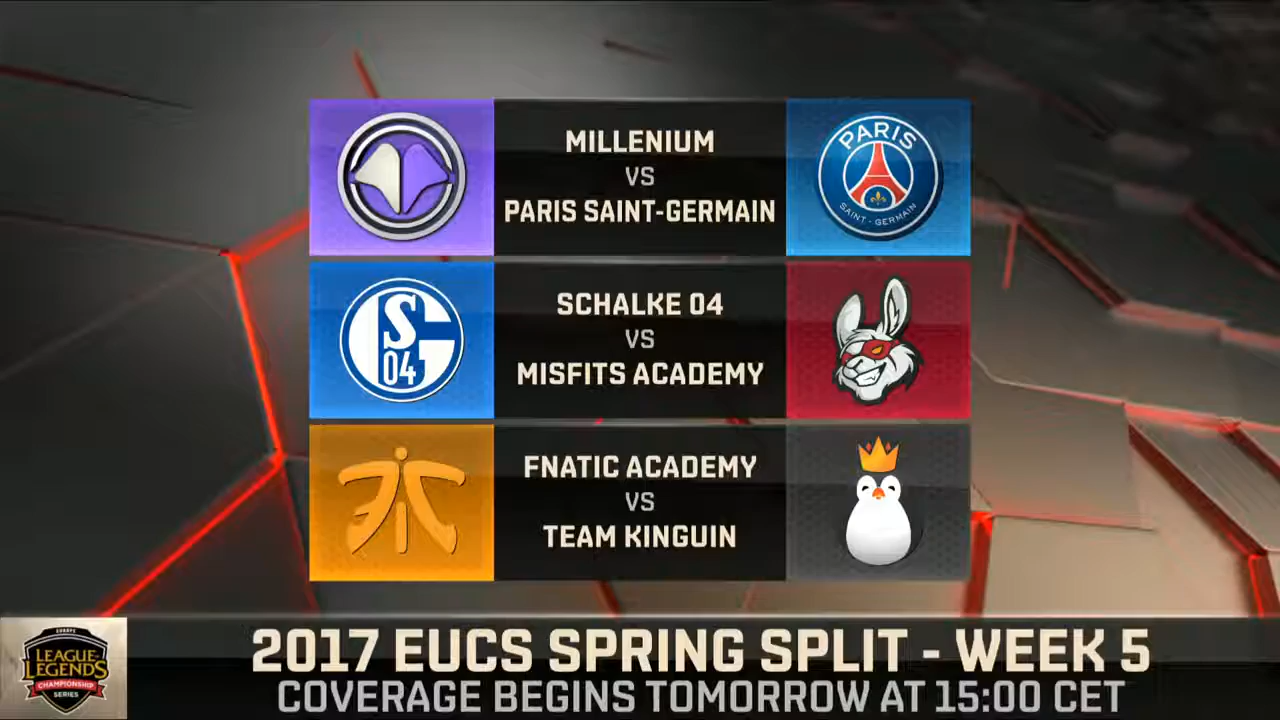 MILLENIUM
VS
PARIS SAINT-GERMAIN
PARIS
SAINT - GERMAIN
SCHALKE 04
VS
MISFITS ACADEMY
S
04
FNATIC ACADEMY
VS
TEAM KINGUIN
2017 EUCS SPRING SPLIT - WEEK 5
COVERAGE BEGINS TOMORROW AT 15:00 CET
EUROPE
LEAGUE OF
LEGENDS
CHAMPIONSHIP
SERIES